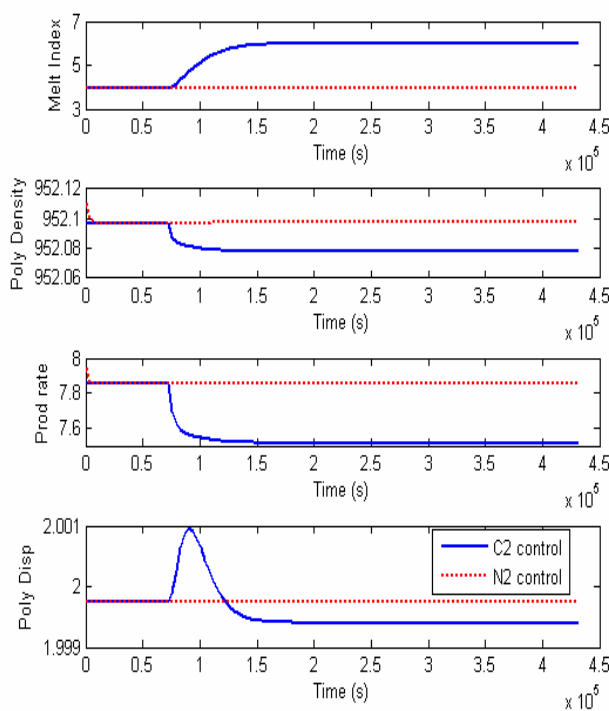 Melt Index
7
5
3
0 0.5 1 1.5 2 2.5 3 3.5 4 4.5
Time (s)
x 10^5
Poly Density
952.12
952.1
952.08
952.06
0 0.5 1 1.5 2 2.5 3 3.5 4 4.5
Time (s)
x 10^5
Prod rate
8
7.8
7.6
0 0.5 1 1.5 2 2.5 3 3.5 4 4.5
Time (s)
x 10^5
Poly Disp
2.001
2
1.999
C2 control
N2 control
0 0.5 1 1.5 2 2.5 3 3.5 4 4.5
Time (s)
x 10^5